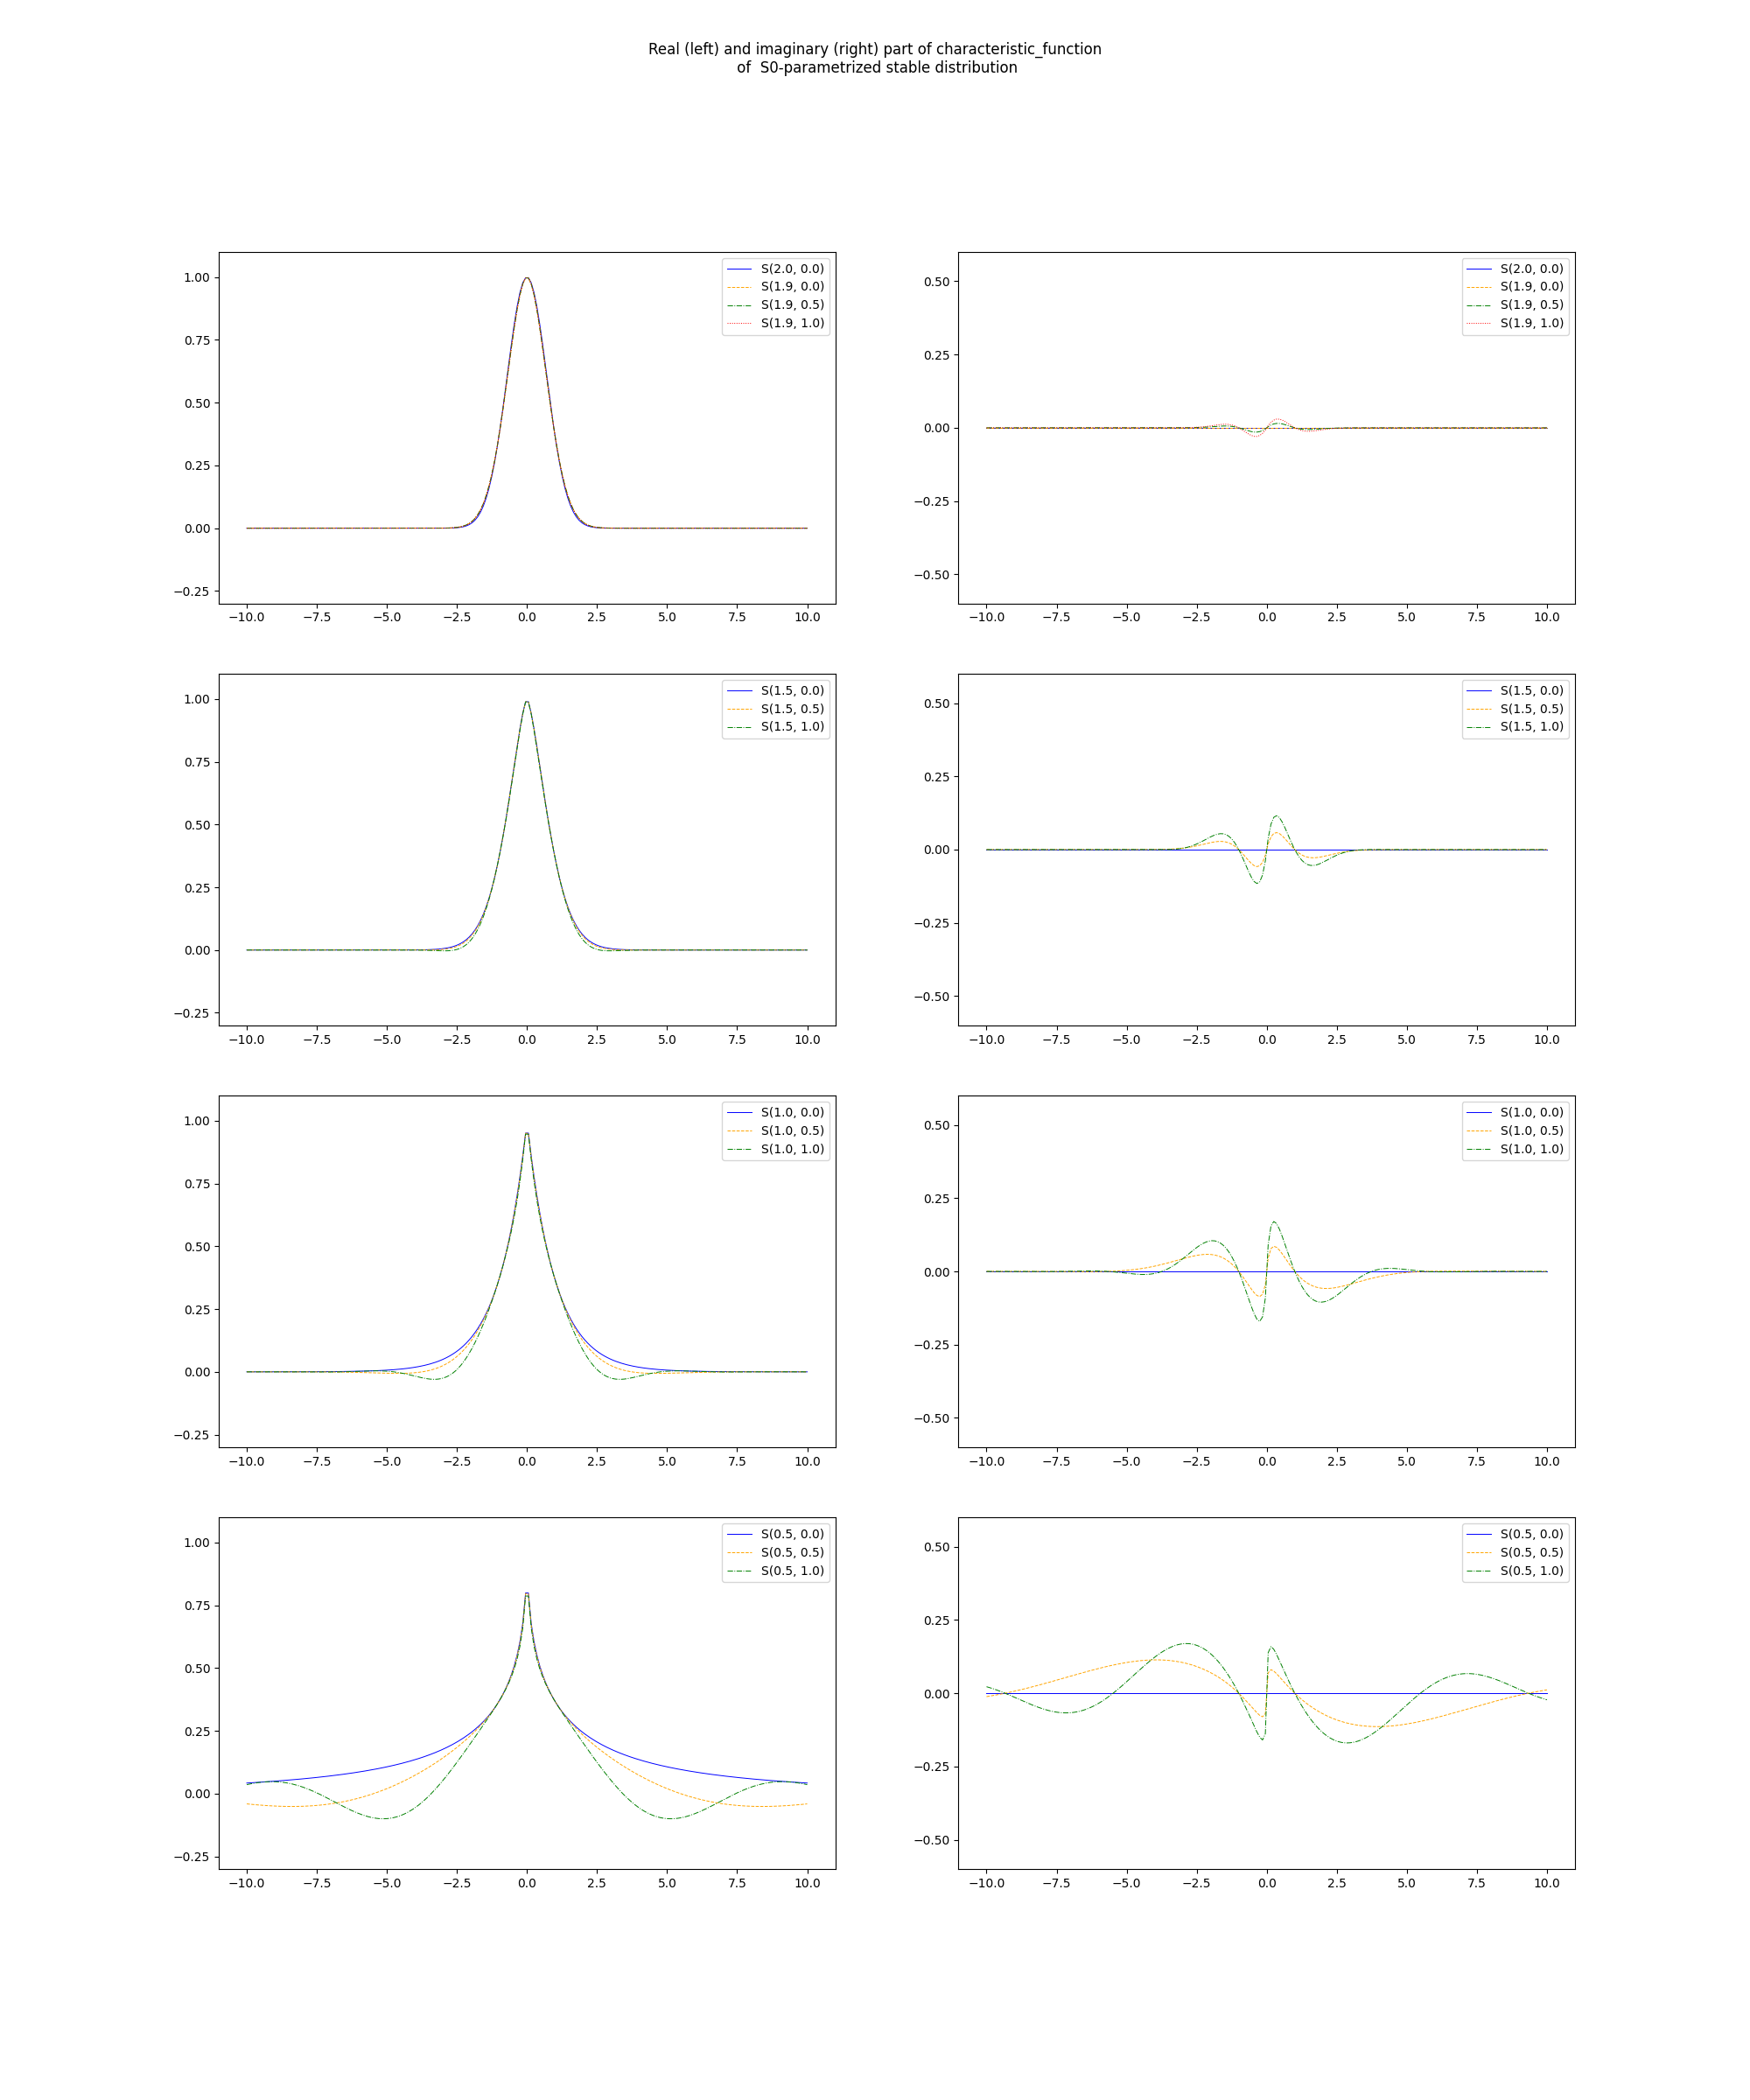 Real (left) and imaginary (right) part of characteristic_function
of  S0-parametrized stable distribution
1.00
0.75
0.50
0.25
0.00
−0.25
−10.0 −7.5 −5.0 −2.5 0.0 2.5 5.0 7.5 10.0
S(2.0, 0.0)
S(1.9, 0.0)
S(1.9, 0.5)
S(1.9, 1.0)
0.50
0.25
0.00
−0.25
−0.50
−10.0 −7.5 −5.0 −2.5 0.0 2.5 5.0 7.5 10.0
S(2.0, 0.0)
S(1.9, 0.0)
S(1.9, 0.5)
S(1.9, 1.0)
1.00
0.75
0.50
0.25
0.00
−0.25
−10.0 −7.5 −5.0 −2.5 0.0 2.5 5.0 7.5 10.0
S(1.5, 0.0)
S(1.5, 0.5)
S(1.5, 1.0)
0.50
0.25
0.00
−0.25
−0.50
−10.0 −7.5 −5.0 −2.5 0.0 2.5 5.0 7.5 10.0
S(1.5, 0.0)
S(1.5, 0.5)
S(1.5, 1.0)
1.00
0.75
0.50
0.25
0.00
−0.25
−10.0 −7.5 −5.0 −2.5 0.0 2.5 5.0 7.5 10.0
S(1.0, 0.0)
S(1.0, 0.5)
S(1.0, 1.0)
0.50
0.25
0.00
−0.25
−0.50
−10.0 −7.5 −5.0 −2.5 0.0 2.5 5.0 7.5 10.0
S(1.0, 0.0)
S(1.0, 0.5)
S(1.0, 1.0)
1.00
0.75
0.50
0.25
0.00
−0.25
−10.0 −7.5 −5.0 −2.5 0.0 2.5 5.0 7.5 10.0
S(0.5, 0.0)
S(0.5, 0.5)
S(0.5, 1.0)
0.50
0.25
0.00
−0.25
−0.50
−10.0 −7.5 −5.0 −2.5 0.0 2.5 5.0 7.5 10.0
S(0.5, 0.0)
S(0.5, 0.5)
S(0.5, 1.0)